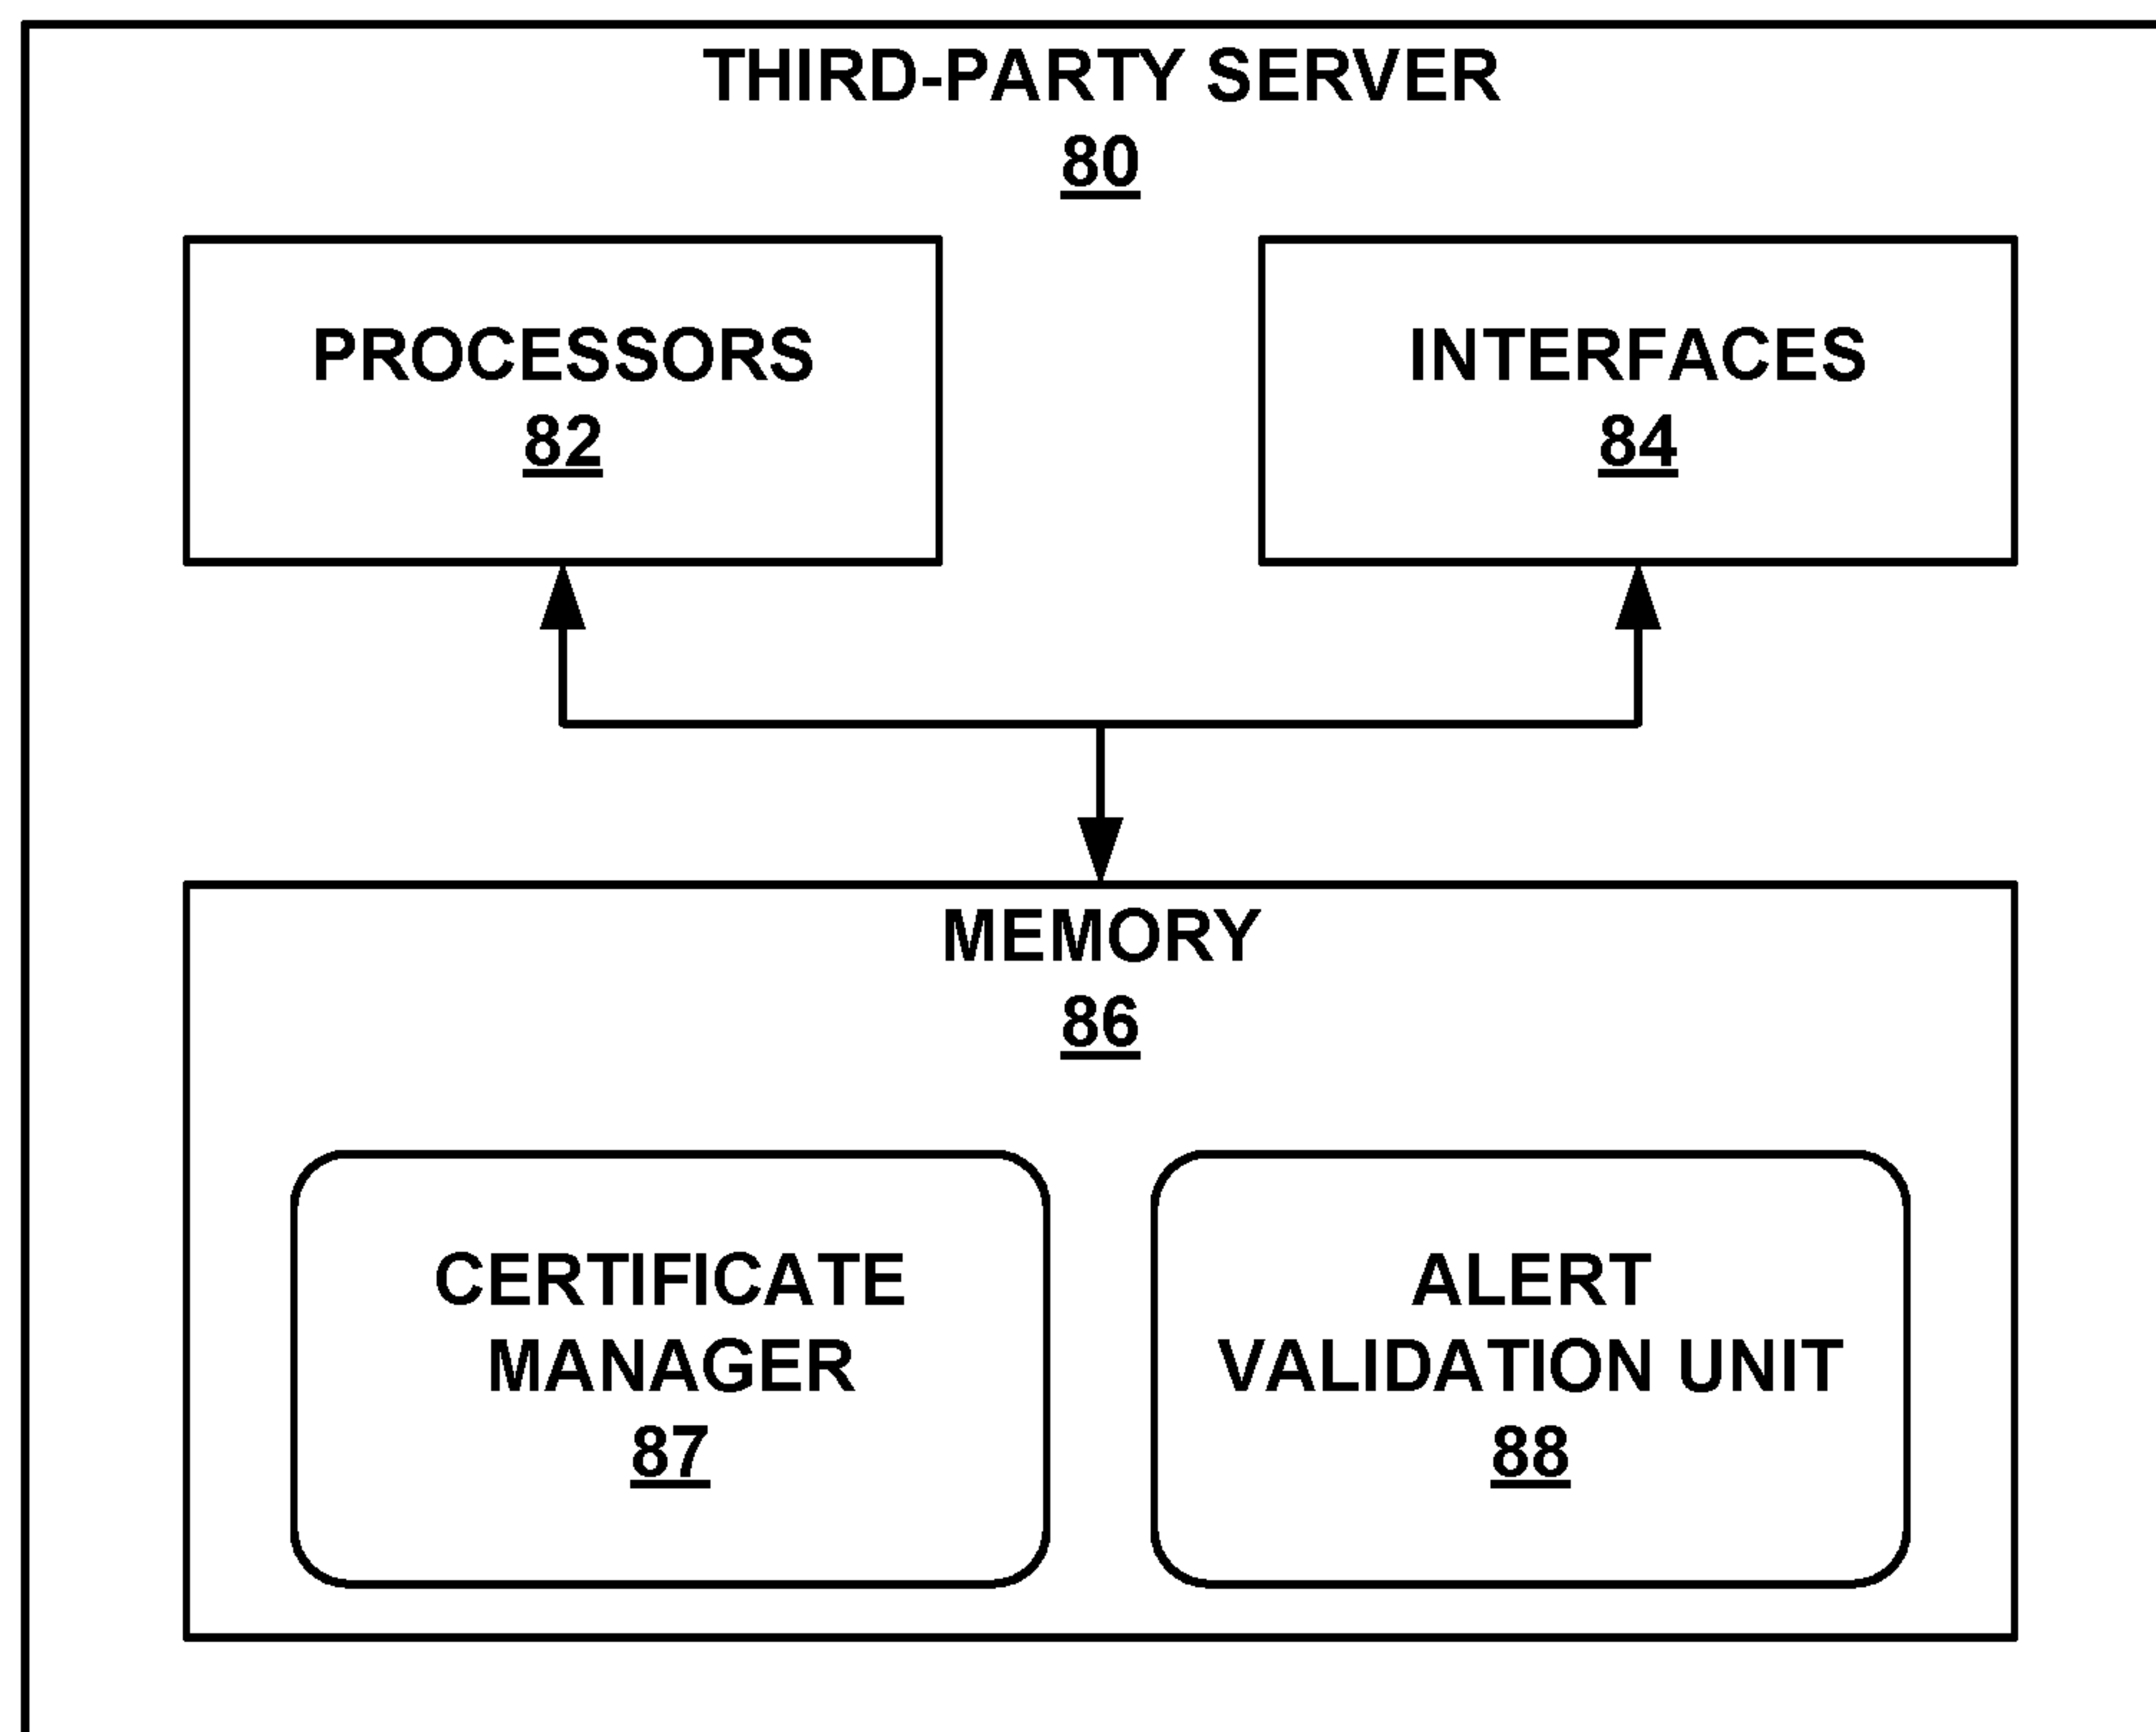 THIRD-PARTY SERVER
80
PROCESSORS
82
INTERFACES
84
MEMORY
86
CERTIFICATE
MANAGER
87
ALERT
VALIDATION UNIT
88